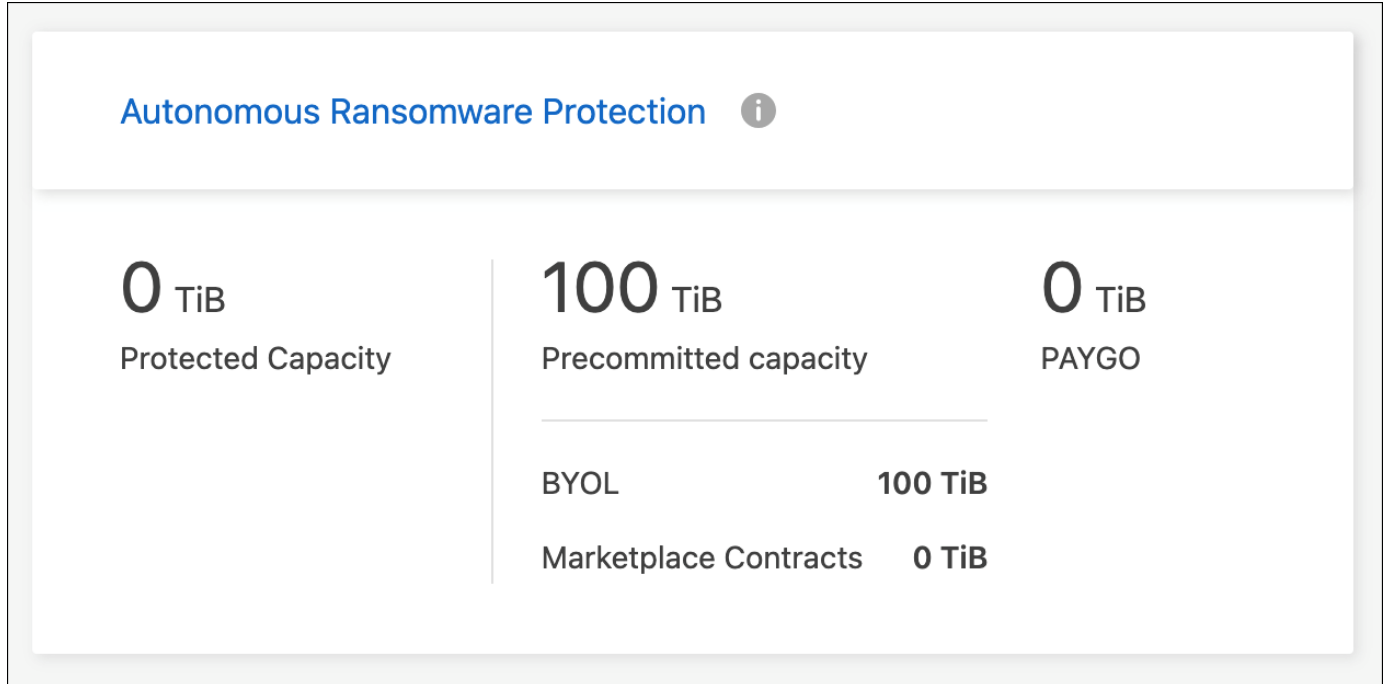 Autonomous Ransomware Protection
0 TiB
Protected Capacity
100 TiB
Precommitted capacity
BYOL 100 TiB
Marketplace Contracts 0 TiB
0 TiB
PAYGO